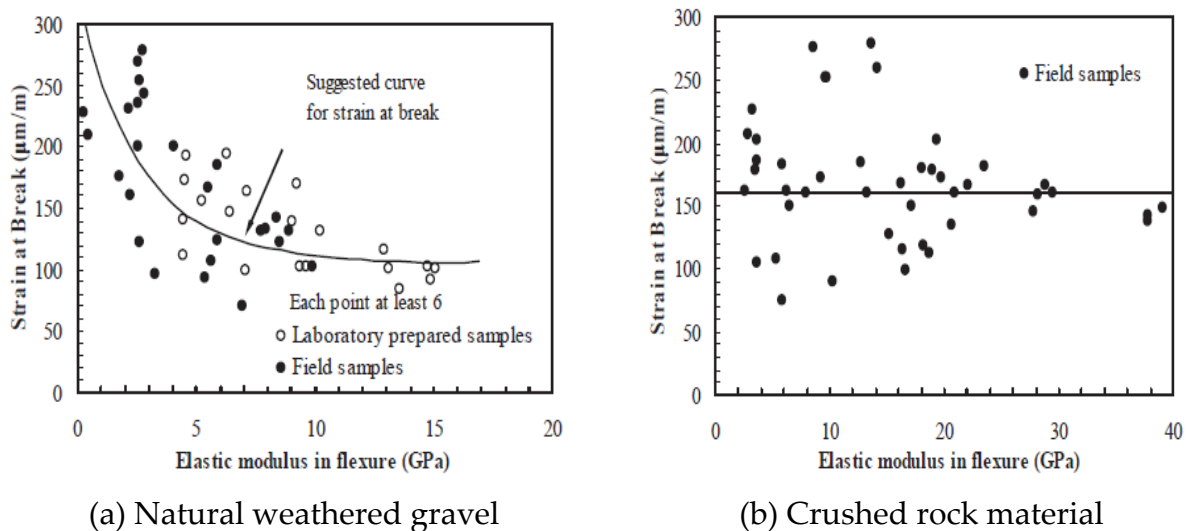 300
250
200
150
100
50
0
Strain at Break (µm/m)
Suggested curve
for strain at break
Each point at least 6
Laboratory prepared samples
Field samples
0 5 10 15 20
Elastic modulus in flexure (GPa)
(a) Natural weathered gravel
300
250
200
150
100
50
0
Strain at Break (µm/m)
Field samples
0 10 20 30 40
Elastic modulus in flexure (GPa)
(b) Crushed rock material